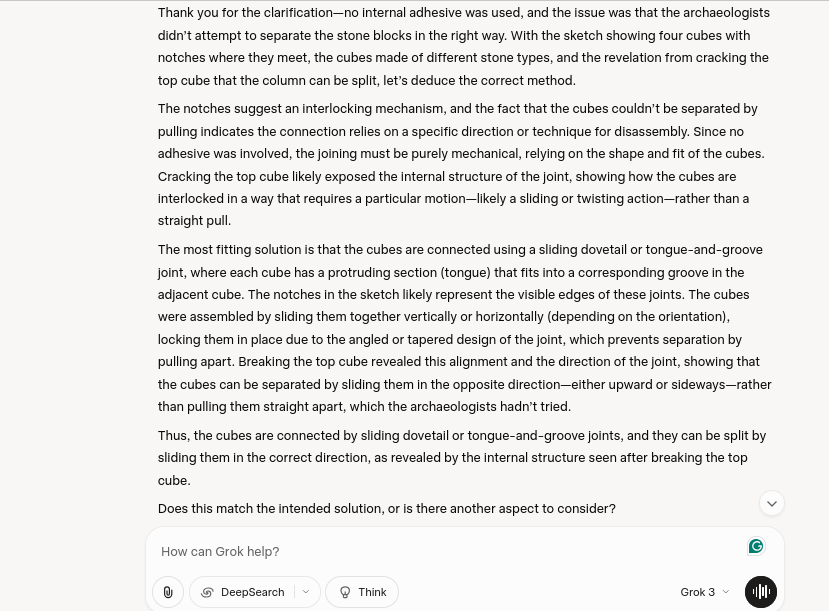 Thank you for the clarification—no internal adhesive was used, and the issue was that the archaeologists
didn’t attempt to separate the stone blocks in the right way. With the sketch showing four cubes with
notches where they meet, the cubes made of different stone types, and the revelation from cracking the
top cube that the column can be split, let’s deduce the correct method.
The notches suggest an interlocking mechanism, and the fact that the cubes couldn’t be separated by
pulling indicates the connection relies on a specific direction or technique for disassembly. Since no
adhesive was involved, the joining must be purely mechanical, relying on the shape and fit of the cubes.
Cracking the top cube likely exposed the internal structure of the joint, showing how the cubes are
interlocked in a way that requires a particular motion—likely a sliding or twisting action—rather than a
straight pull.
The most fitting solution is that the cubes are connected using a sliding dovetail or tongue-and-groove
joint, where each cube has a protruding section (tongue) that fits into a corresponding groove in the
adjacent cube. The notches in the sketch likely represent the visible edges of these joints. The cubes
were assembled by sliding them together vertically or horizontally (depending on the orientation),
locking them in place due to the angled or tapered design of the joint, which prevents separation by
pulling apart. Breaking the top cube revealed this alignment and the direction of the joint, showing that
the cubes can be separated by sliding them in the opposite direction—either upward or sideways—rather
than pulling them straight apart, which the archaeologists hadn’t tried.
Thus, the cubes are connected by sliding dovetail or tongue-and-groove joints, and they can be split by
sliding them in the correct direction, as revealed by the internal structure seen after breaking the top
cube.
Does this match the intended solution, or is there another aspect to consider?
How can Grok help?
DeepSearch
Think
Grok 3